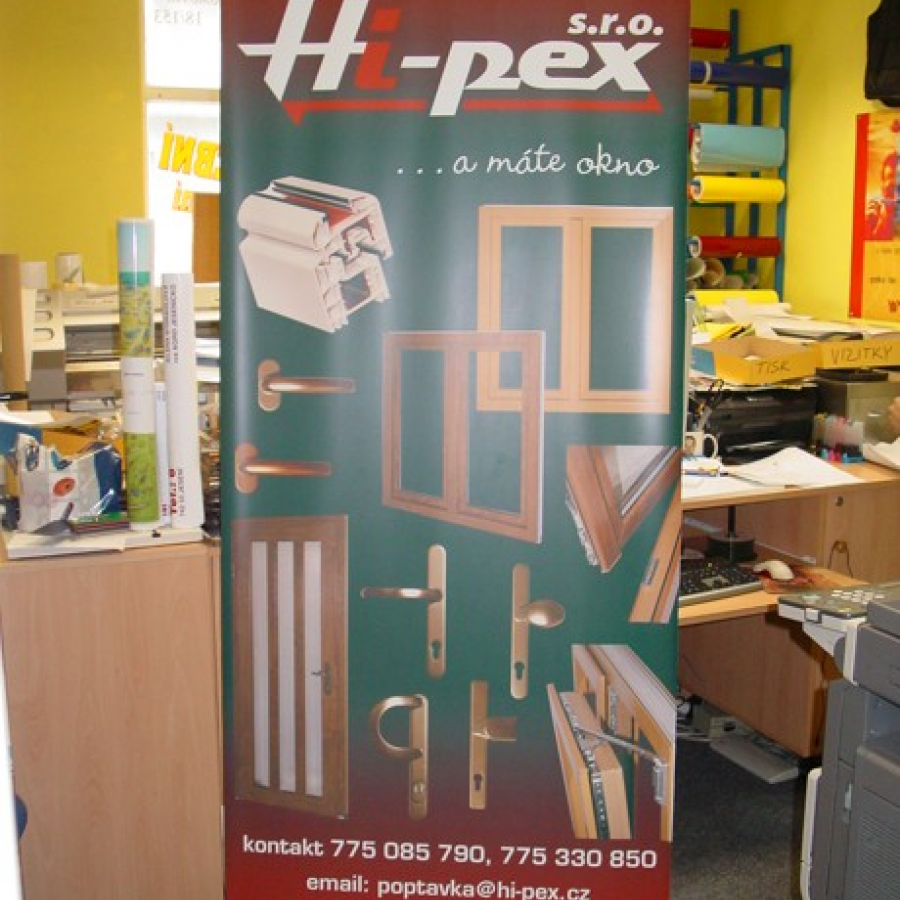 s.r.o.
Hi-pex
...a máte okno
TISK
VIZITKY
kontakt 775 085 790, 775 330 850
email: poptavka@hi-pex.cz